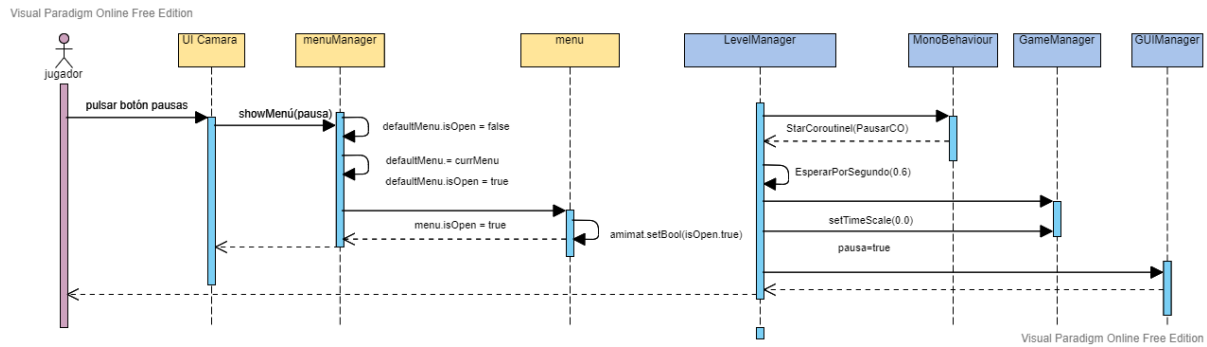 Visual Paradigm Online Free Edition
UI Camara
menuManager
menu
LevelManager
MonoBehaviour
GameManager
GUIManager
jugador
pulsar botón pausas
showMenú(pausa)
defaultMenu.isOpen = false
StarCoroutinel(PausarCO)
defaultMenu.= currMenu
defaultMenu.isOpen = true
EsperarPorSegundo(0.6)
menu.isOpen = true
amimat.setBool(isOpen.true)
setTimeScale(0.0)
pausa=true
Visual Paradigm Online Free Edition